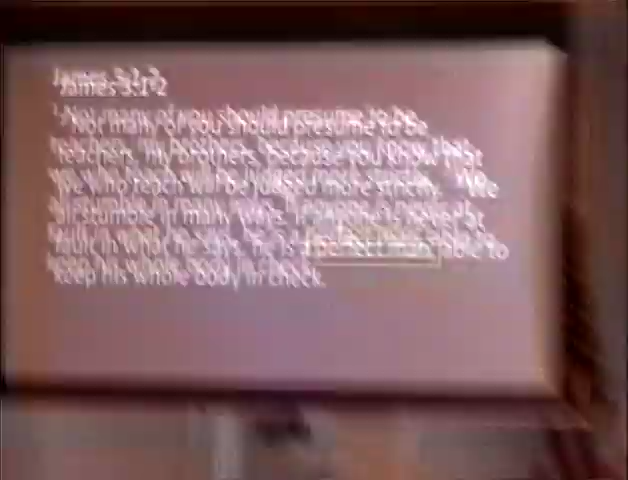 James 3:1-2
1 Not many of you should presume to be
teachers, my brothers, because you know that
we who teach will be judged more strictly. 2 We
all stumble in many ways. If anyone is never at
fault in what he says, he is a perfect man, able to
keep his whole body in check.